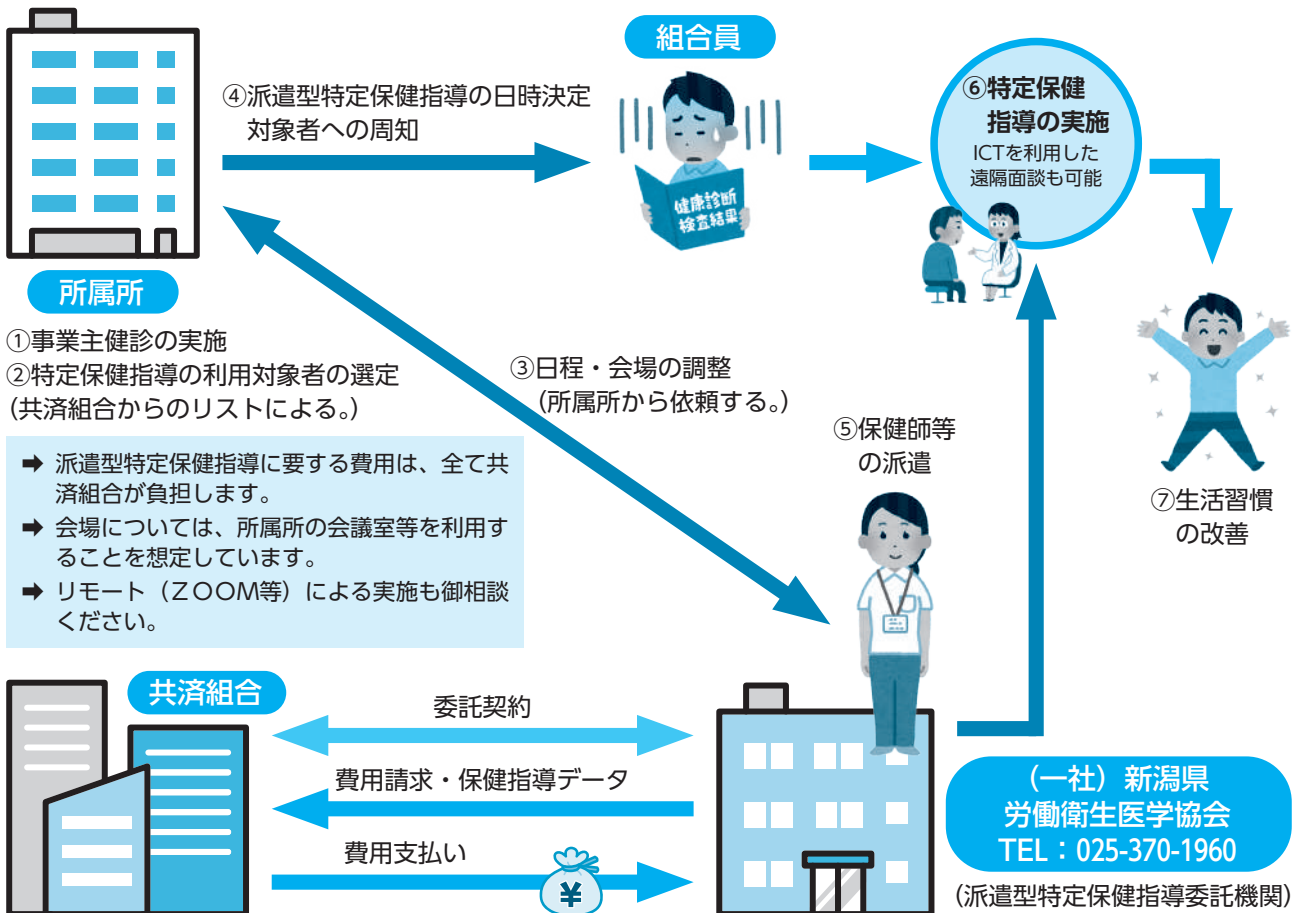 組合員
④派遣型特定保健指導の日時決定
対象者への周知
健康診断
検査結果
⑥特定保健
指導の実施
ICTを利用した
遠隔面談も可能
所属所
①事業主健診の実施
②特定保健指導の利用対象者の選定
(共済組合からのリストによる。)
③日程・会場の調整
(所属所から依頼する。)
➡ 派遣型特定保健指導に要する費用は、全て共
済組合が負担します。
➡ 会場については、所属所の会議室等を利用す
ることを想定しています。
➡ リモート（ＺＯＯＭ等）による実施も御相談
ください。
⑤保健師等
の派遣
⑦生活習慣
の改善
共済組合
委託契約
費用請求・保健指導データ
費用支払い
¥
（一社）新潟県
労働衛生医学協会
TEL：025-370-1960
(派遣型特定保健指導委託機関)